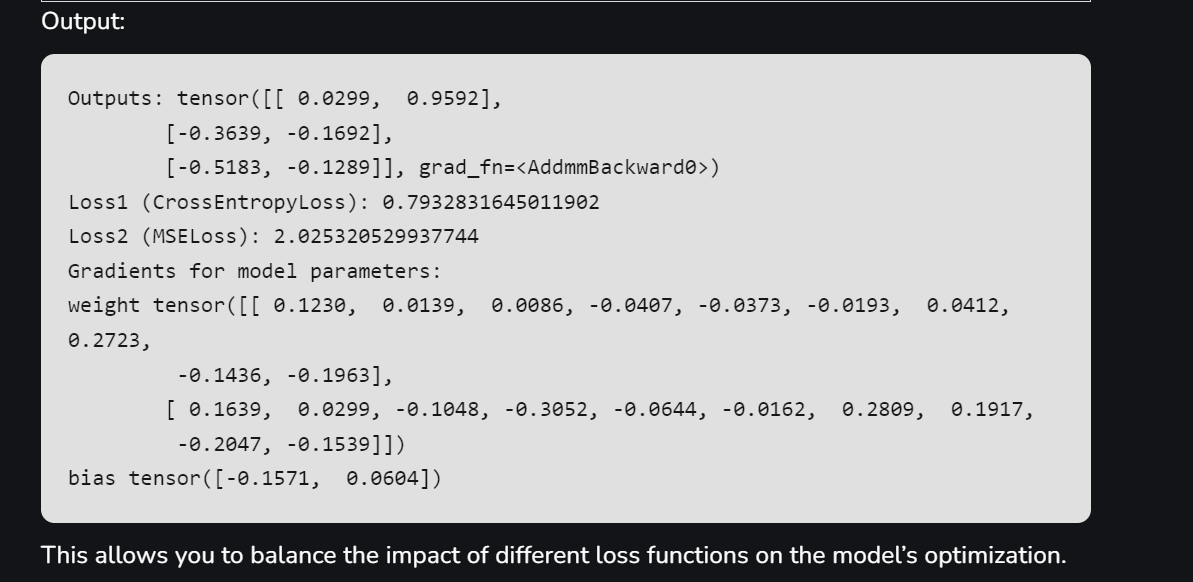 Output:
Outputs: tensor([[ 0.0299,  0.9592],
        [-0.3639, -0.1692],
        [-0.5183, -0.1289]], grad_fn=<AddmmBackward0>)
Loss1 (CrossEntropyLoss): 0.7932831645011902
Loss2 (MSELoss): 2.025320529937744
Gradients for model parameters:
weight tensor([[ 0.1230,  0.0139,  0.0086, -0.0407, -0.0373, -0.0193,  0.0412,
0.2723,
         -0.1436, -0.1963],
        [ 0.1639,  0.0299, -0.1048, -0.3052, -0.0644, -0.0162,  0.2809,  0.1917,
         -0.2047, -0.1539]])
bias tensor([-0.1571,  0.0604])
This allows you to balance the impact of different loss functions on the model’s optimization.